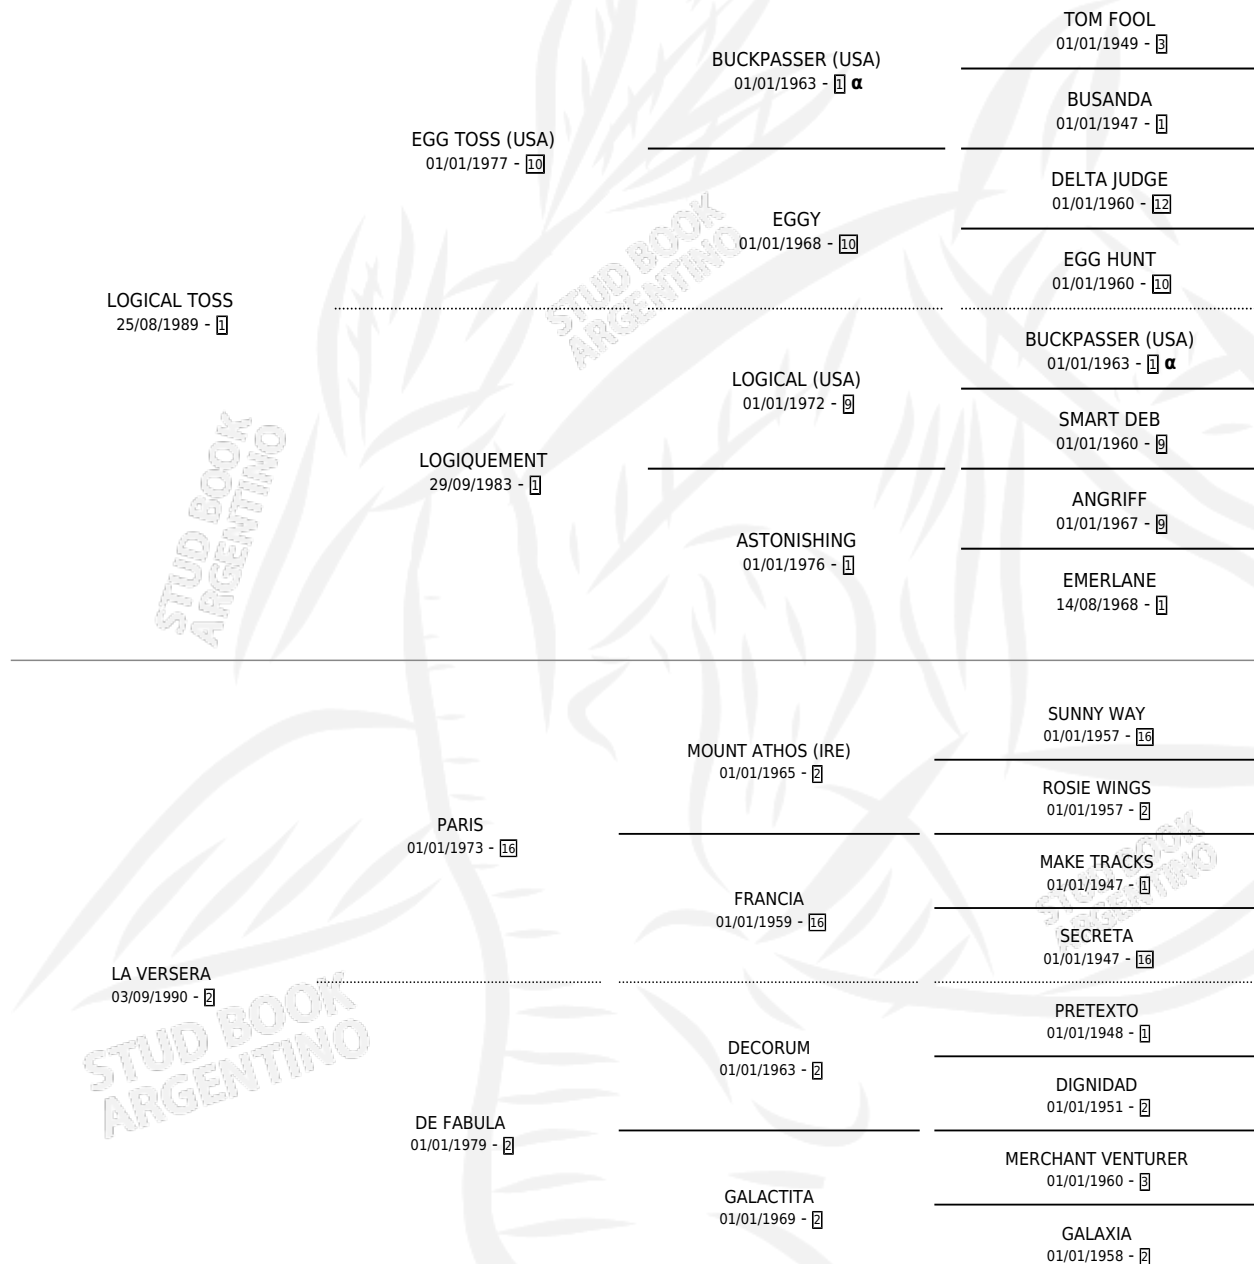 TOM FOOL
01/01/1949 - 3
BUCKPASSER (USA)
01/01/1963 - 1 α
BUSANDA
01/01/1947 - 1
EGG TOSS (USA)
01/01/1977 - 10
DELTA JUDGE
01/01/1960 - 12
EGGY
01/01/1968 - 10
EGG HUNT
01/01/1960 - 10
LOGICAL TOSS
25/08/1989 - 1
BUCKPASSER (USA)
01/01/1963 - 1 α
LOGICAL (USA)
01/01/1972 - 9
SMART DEB
01/01/1960 - 9
LOGIQUEMENT
29/09/1983 - 1
ANGRIFF
01/01/1967 - 9
ASTONISHING
01/01/1976 - 1
EMERLANE
14/08/1968 - 1
SUNNY WAY
01/01/1957 - 16
MOUNT ATHOS (IRE)
01/01/1965 - 2
ROSIE WINGS
01/01/1957 - 2
PARIS
01/01/1973 - 16
MAKE TRACKS
01/01/1947 - 1
FRANCIA
01/01/1959 - 16
SECRETA
01/01/1947 - 16
LA VERSERA
03/09/1990 - 2
PRETEXTO
01/01/1948 - 1
DECORUM
01/01/1963 - 2
DIGNIDAD
01/01/1951 - 2
DE FABULA
01/01/1979 - 2
MERCHANT VENTURER
01/01/1960 - 3
GALACTITA
01/01/1969 - 2
GALAXIA
01/01/1958 - 2
STUD BOOK
ARGENTINO
STUD BOOK
ARGENTINO
STUD BOOK
ARGENTINO
STUD BOOK
ARGENTINO